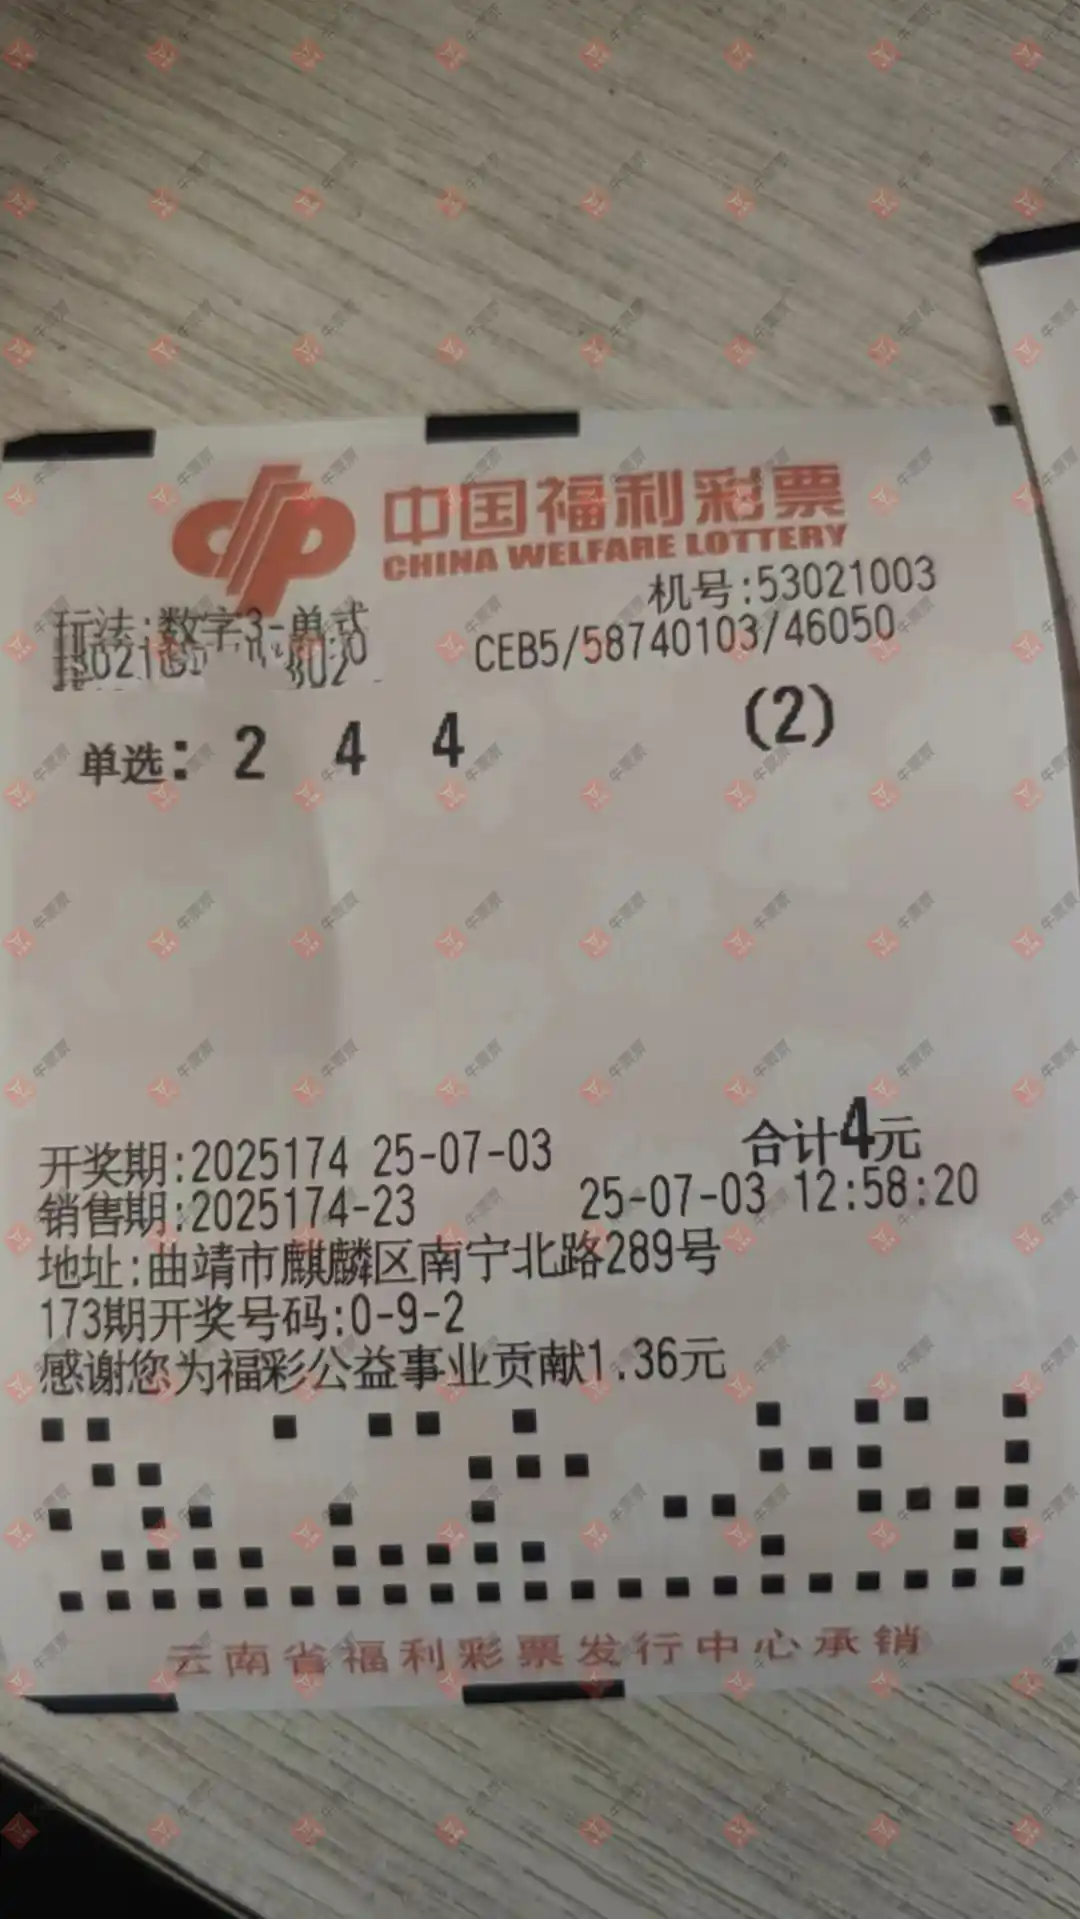 中国福利彩票
CHINA WELFARE LOTTERY
机号:53021003
玩法:数字3-单式
CEB5/58740103/46050
单选: 2 4 4 (2)
合计4元
开奖期:2025174 25-07-03
销售期:2025174-23 25-07-03 12:58:20
地址:曲靖市麒麟区南宁北路289号
173期开奖号码:0-9-2
感谢您为福彩公益事业贡献1.36元
云南省福利彩票发行中心承销